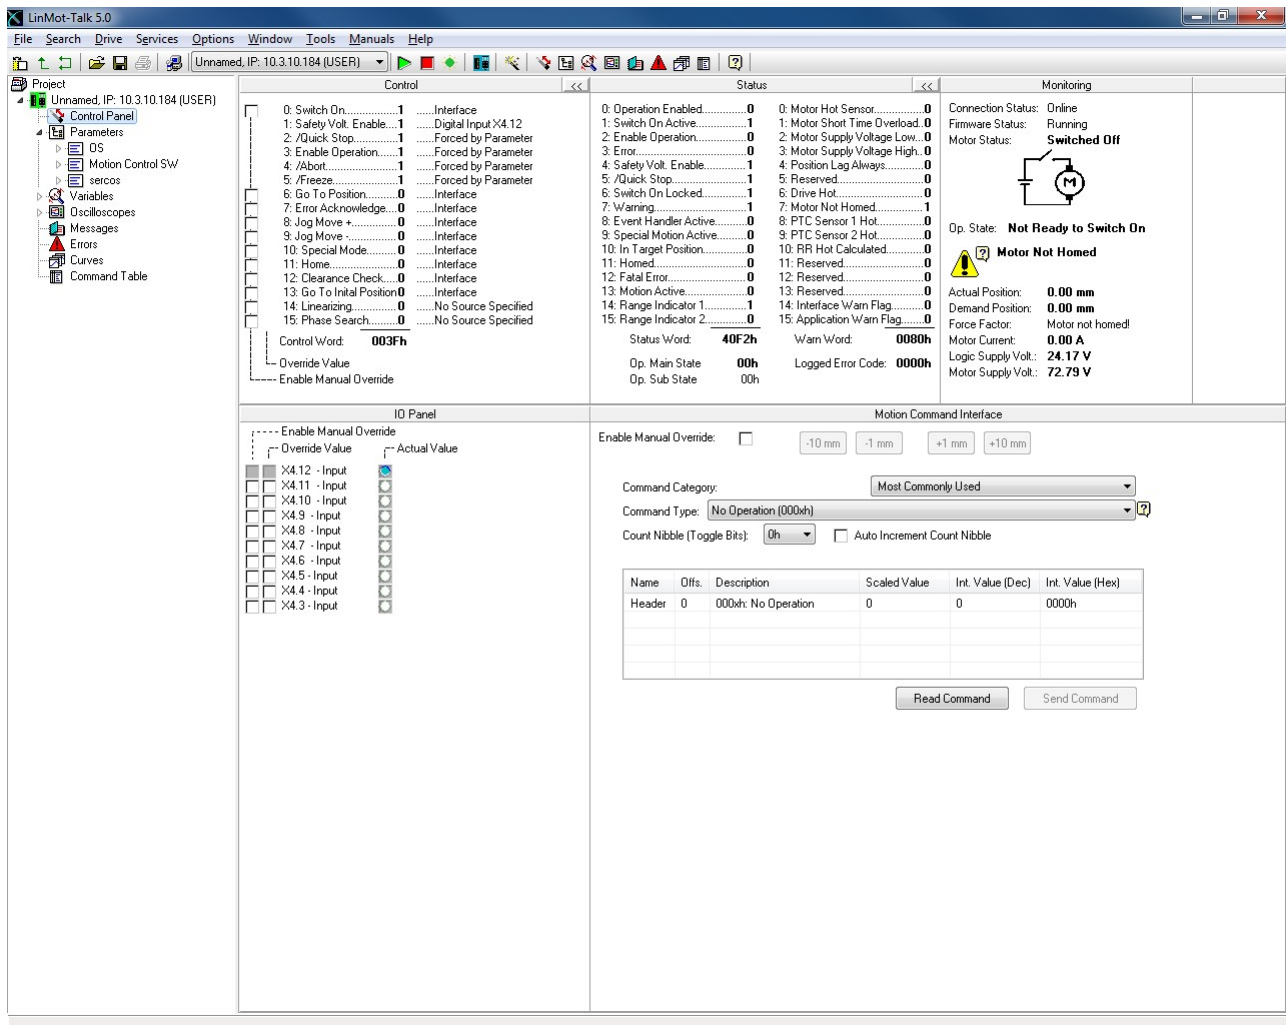 LinMot-Talk 5.0
File Search Drive Services Options Window Tools Manuals Help
Unnamed, IP: 10.3.10.184 (USER)
Project
Unnamed, IP: 10.3.10.184 (USER)
Control Panel
Parameters
OS
Motion Control SW
sercos
Variables
Oscilloscopes
Messages
Errors
Curves
Command Table
Control <<
0: Switch On................1 ......Interface
1: Safety Volt. Enable....1 ......Digital Input X4.12
2: /Quick Stop..............1 ......Forced by Parameter
3: Enable Operation.......1 ......Forced by Parameter
4: /Abort.....................1 ......Forced by Parameter
5: /Freeze....................1 ......Forced by Parameter
6: Go To Position..........0 ......Interface
7: Error Acknowledge....0 ......Interface
8: Jog Move +..............0 ......Interface
9: Jog Move -...............0 ......Interface
10: Special Mode..........0 ......Interface
11: Home.....................0 ......Interface
12: Clearance Check.....0 ......Interface
13: Go To Inital Position0 ......Interface
14: Linearizing..............0 ......No Source Specified
15: Phase Search.........0 ......No Source Specified
Control Word: 003Fh
Override Value
Enable Manual Override
Status <<
0: Operation Enabled...........0
1: Switch On Active.............1
2: Enable Operation.............0
3: Error...............................0
4: Safety Volt. Enable..........1
5: /Quick Stop....................1
6: Switch On Locked...........1
7: Warning.........................1
8: Event Handler Active.......0
9: Special Motion Active......0
10: In Target Position..........0
11: Homed..........................0
12: Fatal Error.....................0
13: Motion Active................0
14: Range Indicator 1..........1
15: Range Indicator 2..........0
Status Word: 40F2h
Op. Main State 00h
Op. Sub State 00h
0: Motor Hot Sensor...............0
1: Motor Short Time Overload..0
2: Motor Supply Voltage Low...0
3: Motor Supply Voltage High..0
4: Position Lag Always...........0
5: Reserved..........................0
6: Drive Hot..........................0
7: Motor Not Homed...............1
8: PTC Sensor 1 Hot..............0
9: PTC Sensor 2 Hot..............0
10: RR Hot Calculated...........0
11: Reserved........................0
12: Reserved........................0
13: Reserved........................0
14: Interface Warn Flag.........0
15: Application Warn Flag......0
Warn Word: 0080h
Logged Error Code: 0000h
Monitoring
Connection Status: Online
Firmware Status: Running
Motor Status: Switched Off
M
Op. State: Not Ready to Switch On
Motor Not Homed
Actual Position: 0.00 mm
Demand Position: 0.00 mm
Force Factor: Motor not homed!
Motor Current: 0.00 A
Logic Supply Volt.: 24.17 V
Motor Supply Volt.: 72.79 V
IO Panel
Enable Manual Override
Override Value Actual Value
X4.12 - Input
X4.11 - Input
X4.10 - Input
X4.9 - Input
X4.8 - Input
X4.7 - Input
X4.6 - Input
X4.5 - Input
X4.4 - Input
X4.3 - Input
Motion Command Interface
Enable Manual Override: -10 mm -1 mm +1 mm +10 mm
Command Category: Most Commonly Used
Command Type: No Operation (000xh)
Count Nibble (Toggle Bits): 0h Auto Increment Count Nibble
Name Offs. Description Scaled Value Int. Value (Dec) Int. Value (Hex)
Header 0 000xh: No Operation 0 0 0000h
Read Command Send Command